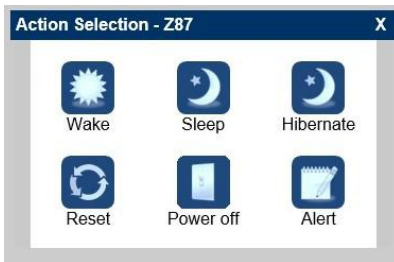 Action Selection - Z87 X
Wake Sleep Hibernate
Reset Power off Alert